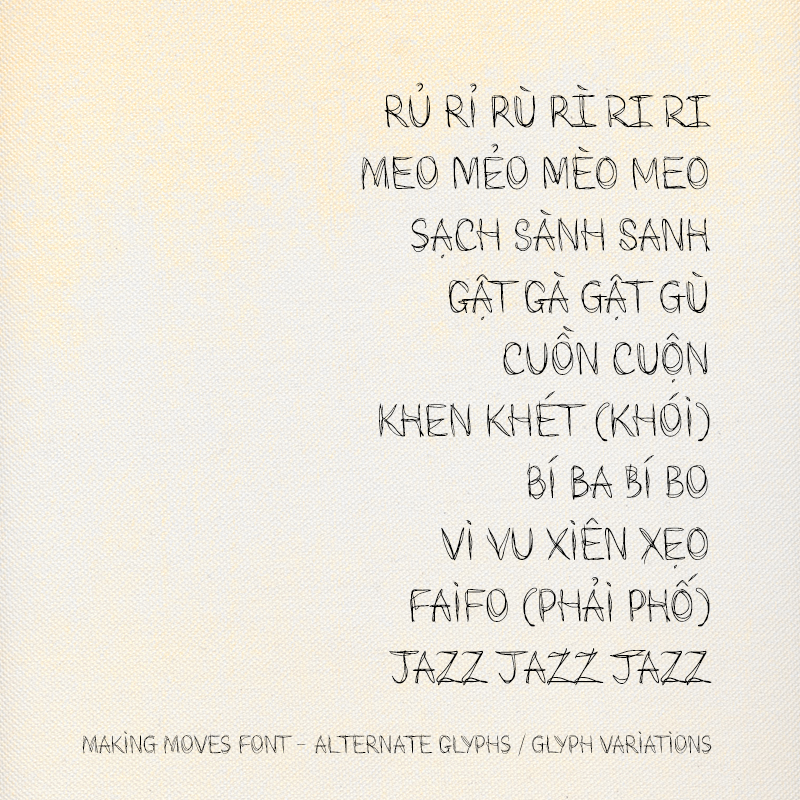 RỦ RỈ RÙ RÌ RI RI
MEO MẺO MÈO MEO
SẠCH SÀNH SANH
GẬT GÀ GẬT GÙ
CUỒN CUỘN
KHEN KHÉT (KHÓI)
BÍ BA BÍ BO
VI VU XIÊN XẸO
FAIFO (PHẢI PHỐ)
JAZZ JAZZ JAZZ
MAKING MOVES FONT - ALTERNATE GLYPHS / GLYPH VARIATIONS